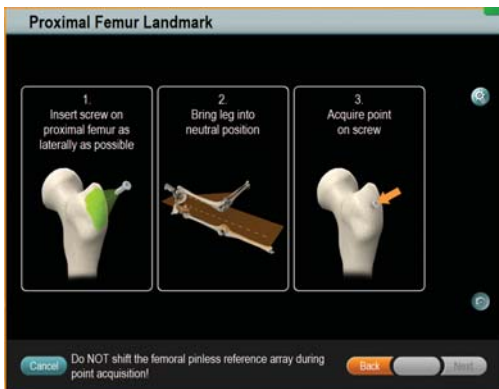 Proximal Femur Landmark
1.
Insert screw on
proximal femur as
laterally as possible
2.
Bring leg into
neutral position
3.
Acquire point
on screw
Cancel
Do NOT shift the femoral pinless reference array during
point acquisition!
Back
Next